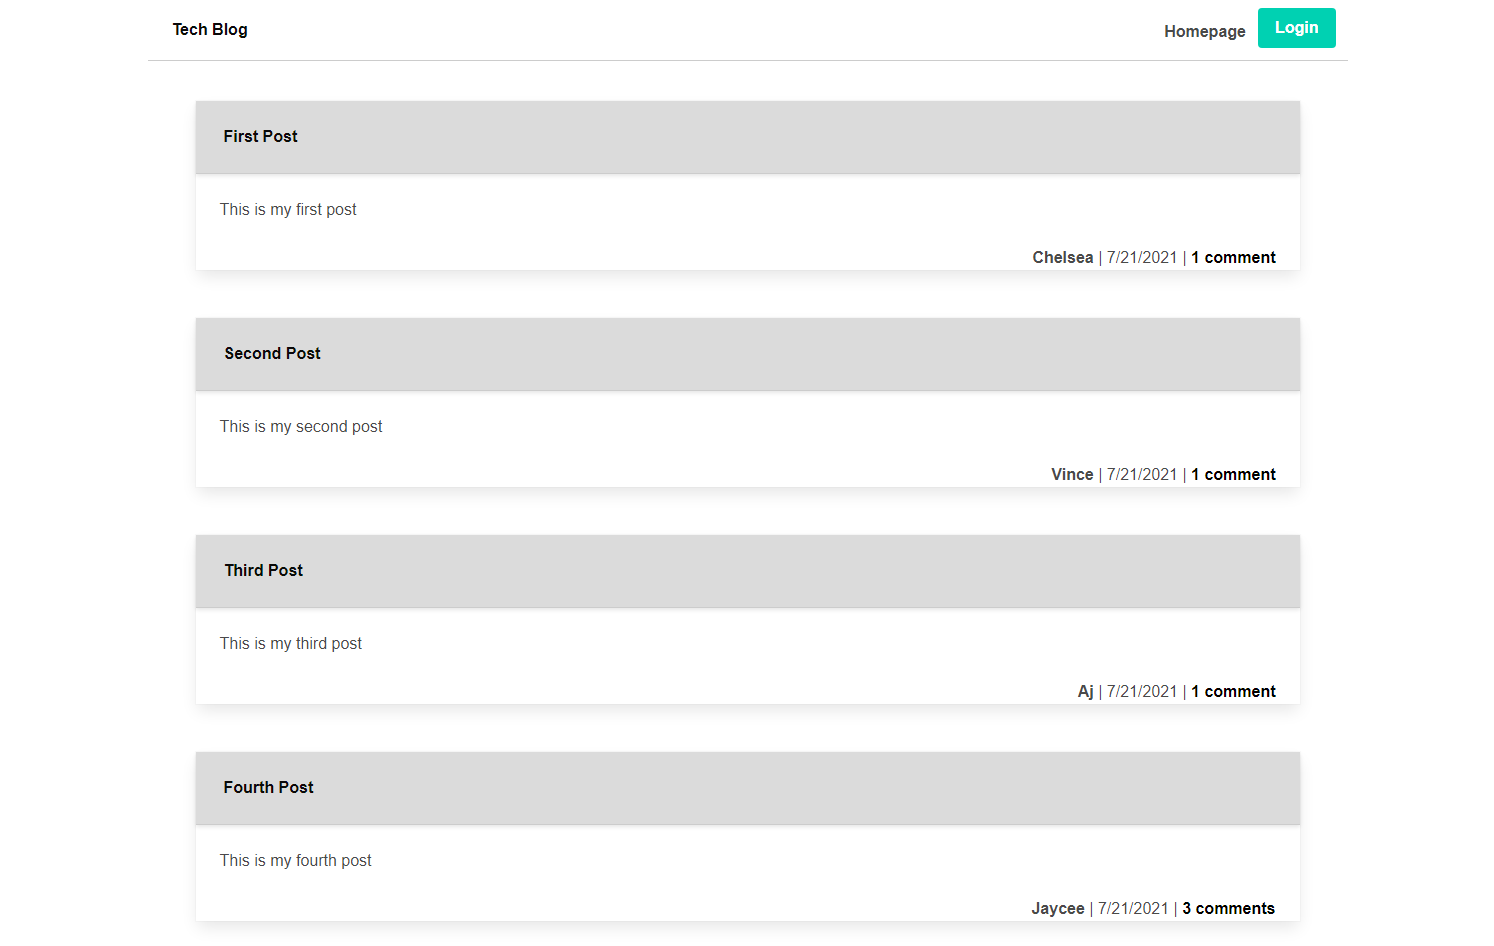 Tech Blog
Homepage
Login
First Post
This is my first post
Chelsea | 7/21/2021 | 1 comment
Second Post
This is my second post
Vince | 7/21/2021 | 1 comment
Third Post
This is my third post
Aj | 7/21/2021 | 1 comment
Fourth Post
This is my fourth post
Jaycee | 7/21/2021 | 3 comments